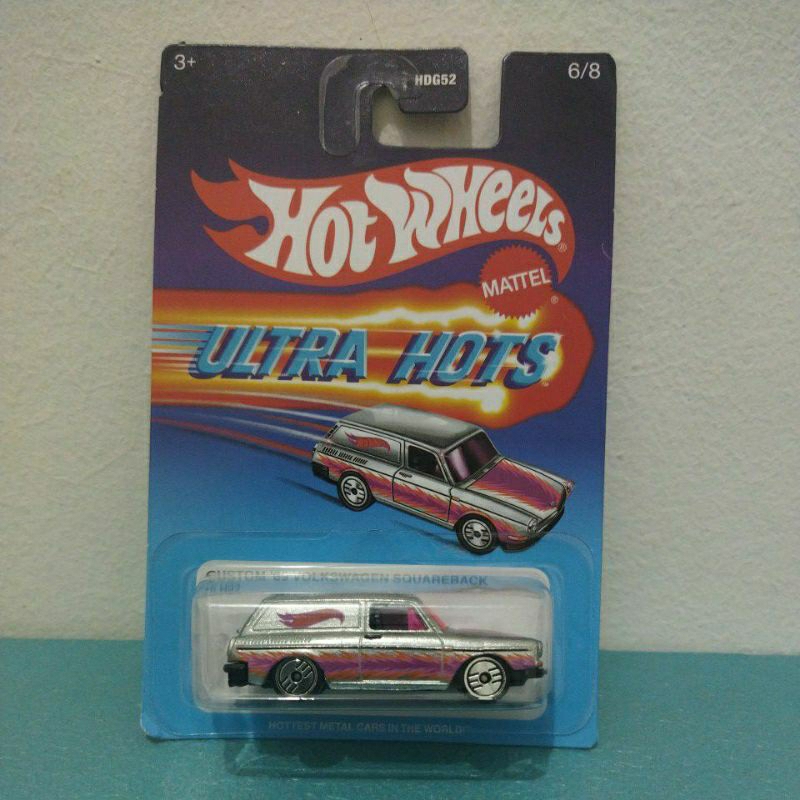 3+
HDG52
6/8
HOT WHEELS®
MATTEL®
ULTRA HOTS
CUSTOM '69 VOLKSWAGEN SQUAREBACK
HOTTEST METAL CARS IN THE WORLD